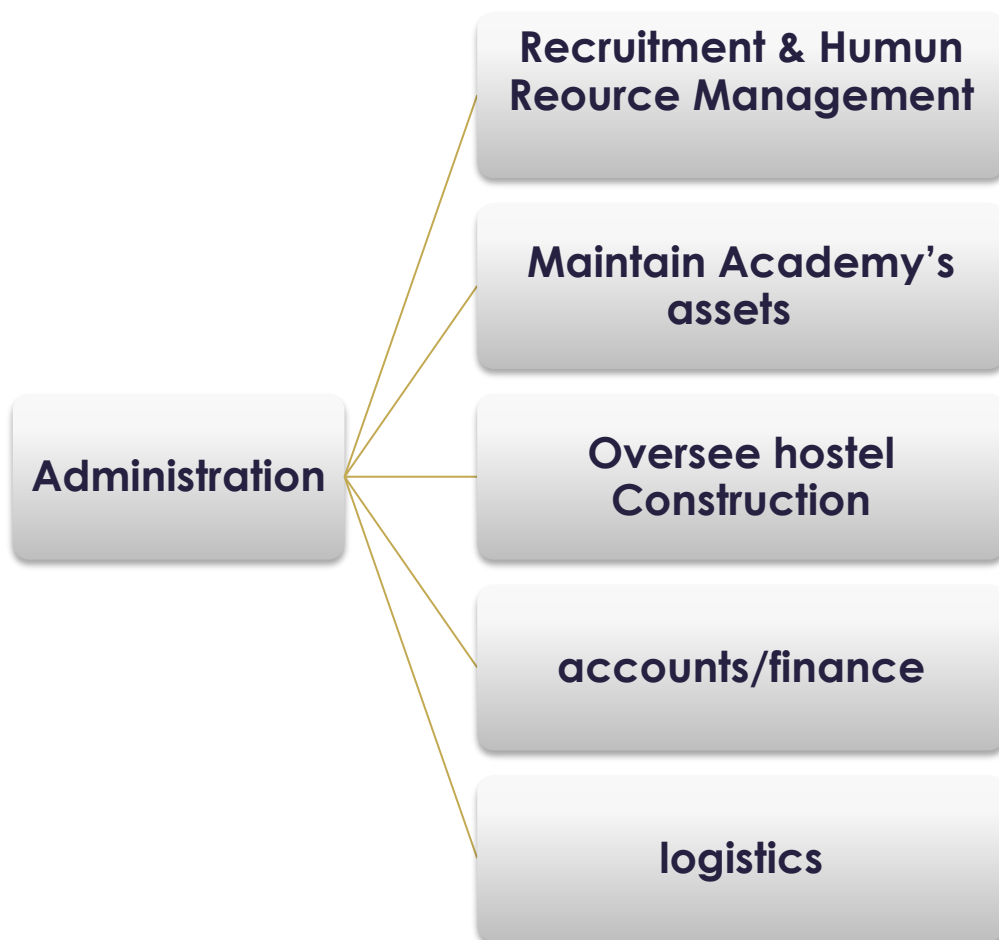 Recruitment & Humun
Reource Management
Maintain Academy’s
assets
Administration
Oversee hostel
Construction
accounts/finance
logistics